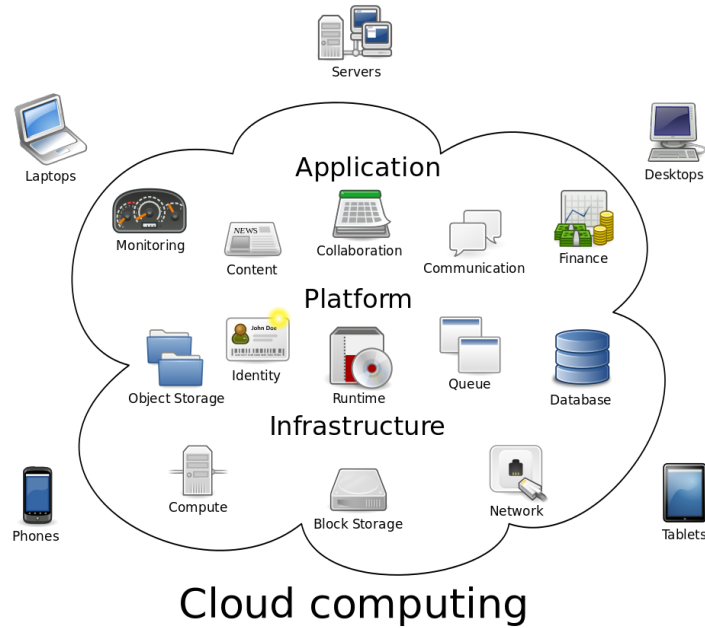 Servers
Laptops
Desktops
Application
Monitoring
NEWS
Content
Collaboration
Communication
Finance
Platform
Object Storage
John Doe
Identity
Runtime
Queue
Database
Infrastructure
Compute
Block Storage
Network
Phones
Tablets
Cloud computing